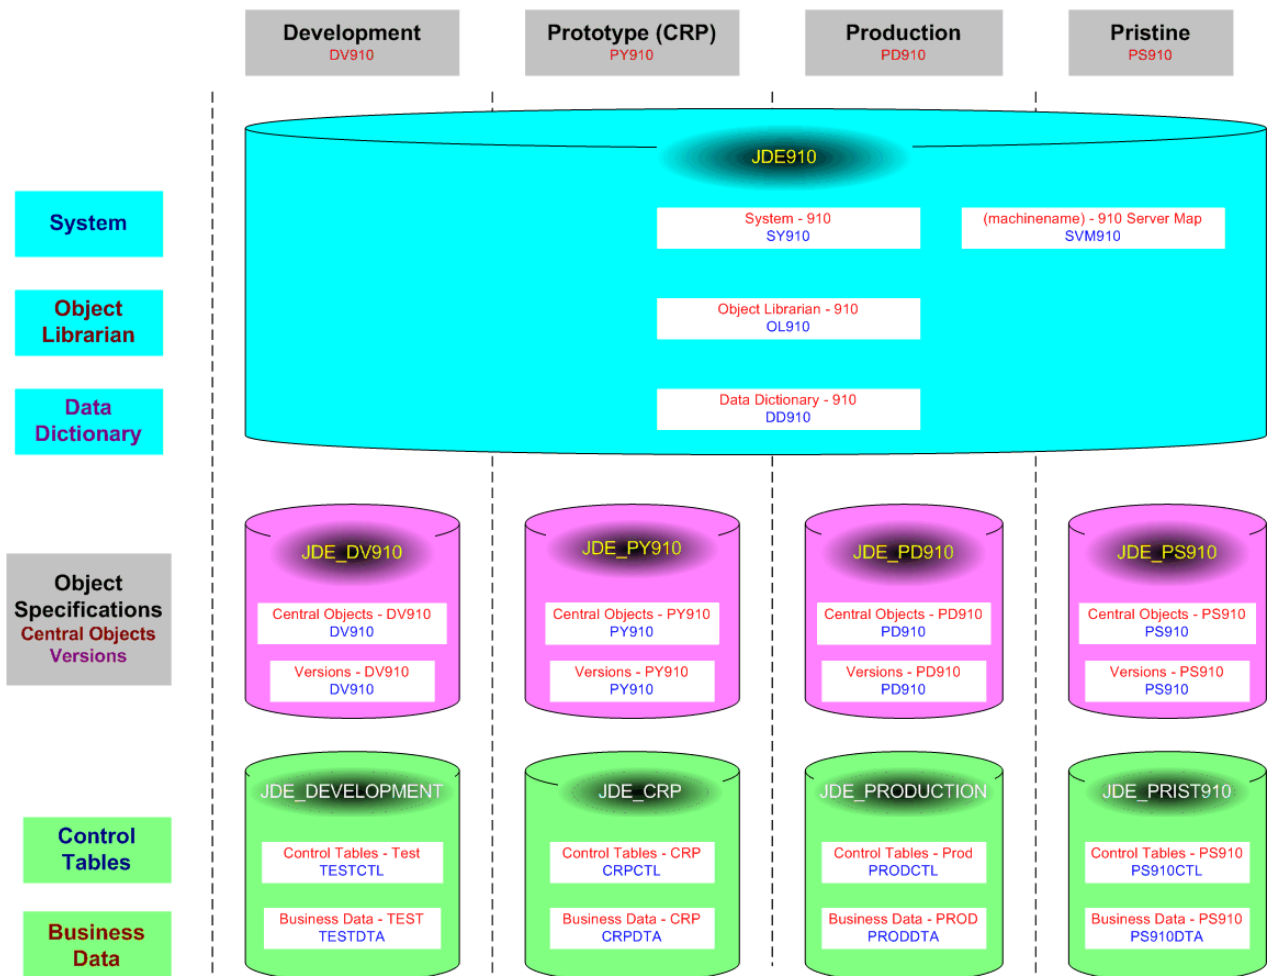 Development
DV910
Prototype (CRP)
PY910
Production
PD910
Pristine
PS910
JDE910
System
System - 910
SY910
(machinename) - 910 Server Map
SVM910
Object
Librarian
Object Librarian - 910
OL910
Data
Dictionary
Data Dictionary - 910
DD910
Object
Specifications
Central Objects
Versions
JDE_DV910
Central Objects - DV910
DV910
Versions - DV910
DV910
JDE_PY910
Central Objects - PY910
PY910
Versions - PY910
PY910
JDE_PD910
Central Objects - PD910
PD910
Versions - PD910
PD910
JDE_PS910
Central Objects - PS910
PS910
Versions - PS910
PS910
Control
Tables
Business
Data
JDE_DEVELOPMENT
Control Tables - Test
TESTCTL
Business Data - TEST
TESTDTA
JDE_CRP
Control Tables - CRP
CRPCTL
Business Data - CRP
CRPDTA
JDE_PRODUCTION
Control Tables - Prod
PRODCTL
Business Data - PROD
PRODDTA
JDE_PRIST910
Control Tables - PS910
PS910CTL
Business Data - PS910
PS910DTA